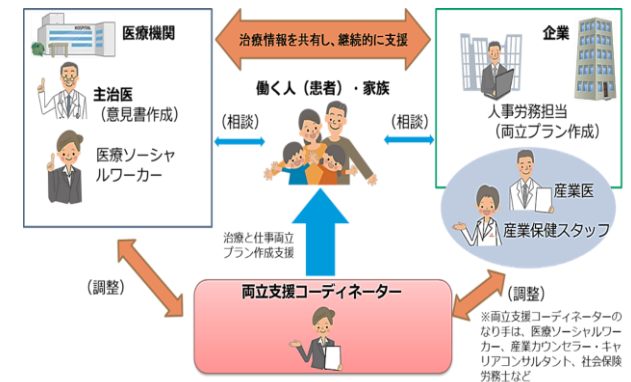 医療機関
HOSPITAL
主治医
（意見書作成）
医療ソーシャ
ルワーカー
治療情報を共有し、継続的に支援
働く人（患者）・家族
（相談）
（相談）
企業
人事労務担当
（両立プラン作成）
産業医
産業保健スタッフ
治療と仕事両立
プラン作成支援
（調整）
両立支援コーディネーター
（調整）
※両立支援コーディネーターの
なり手は、医療ソーシャルワー
カー、産業カウンセラー・キャ
リアコンサルタント、社会保険
労務士など